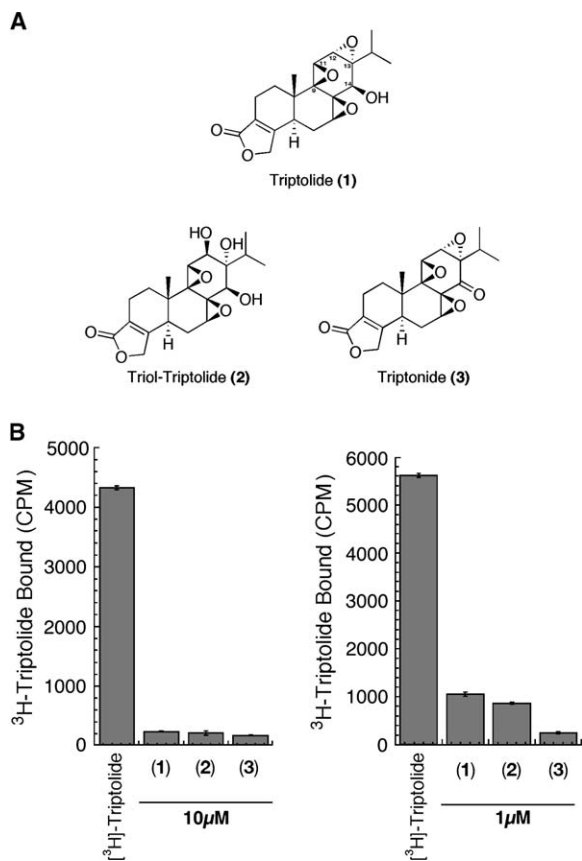 A
O
12
11
O
13
14
9
OH
O
O
O
H
Triptolide (1)
HO
OH
O
OH
O
O
O
H
Triol-Triptolide (2)
O
O
O
O
O
O
H
Triptonide (3)
B
5000
4000
3000
2000
1000
0
³H-Triptolide Bound (CPM)
[³H]-Triptolide
(1) (2) (3)
10µM
6000
5000
4000
3000
2000
1000
0
³H-Triptolide Bound (CPM)
[³H]-Triptolide
(1) (2) (3)
1µM